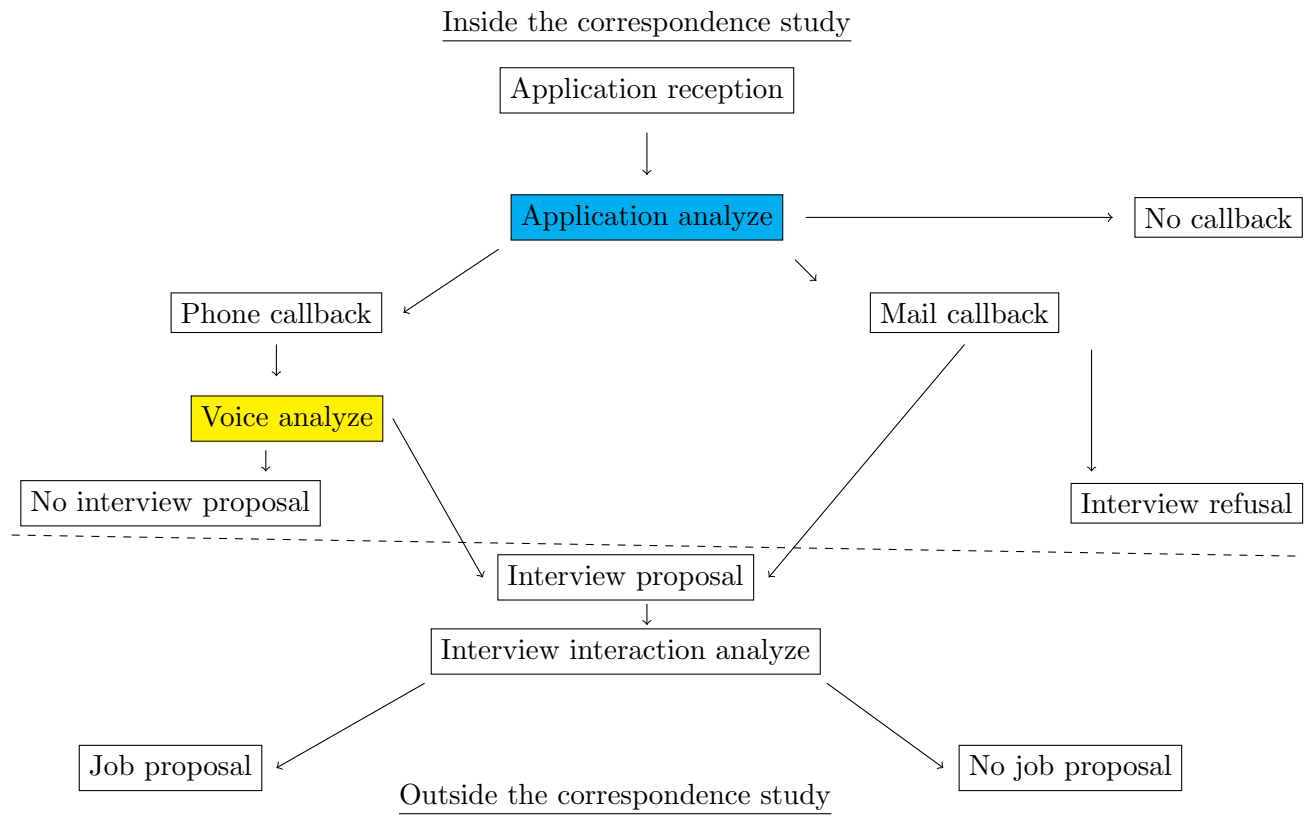 Inside the correspondence study
Application reception
Application analyze
No callback
Phone callback
Mail callback
Voice analyze
No interview proposal
Interview refusal
Interview proposal
Interview interaction analyze
Job proposal
No job proposal
Outside the correspondence study